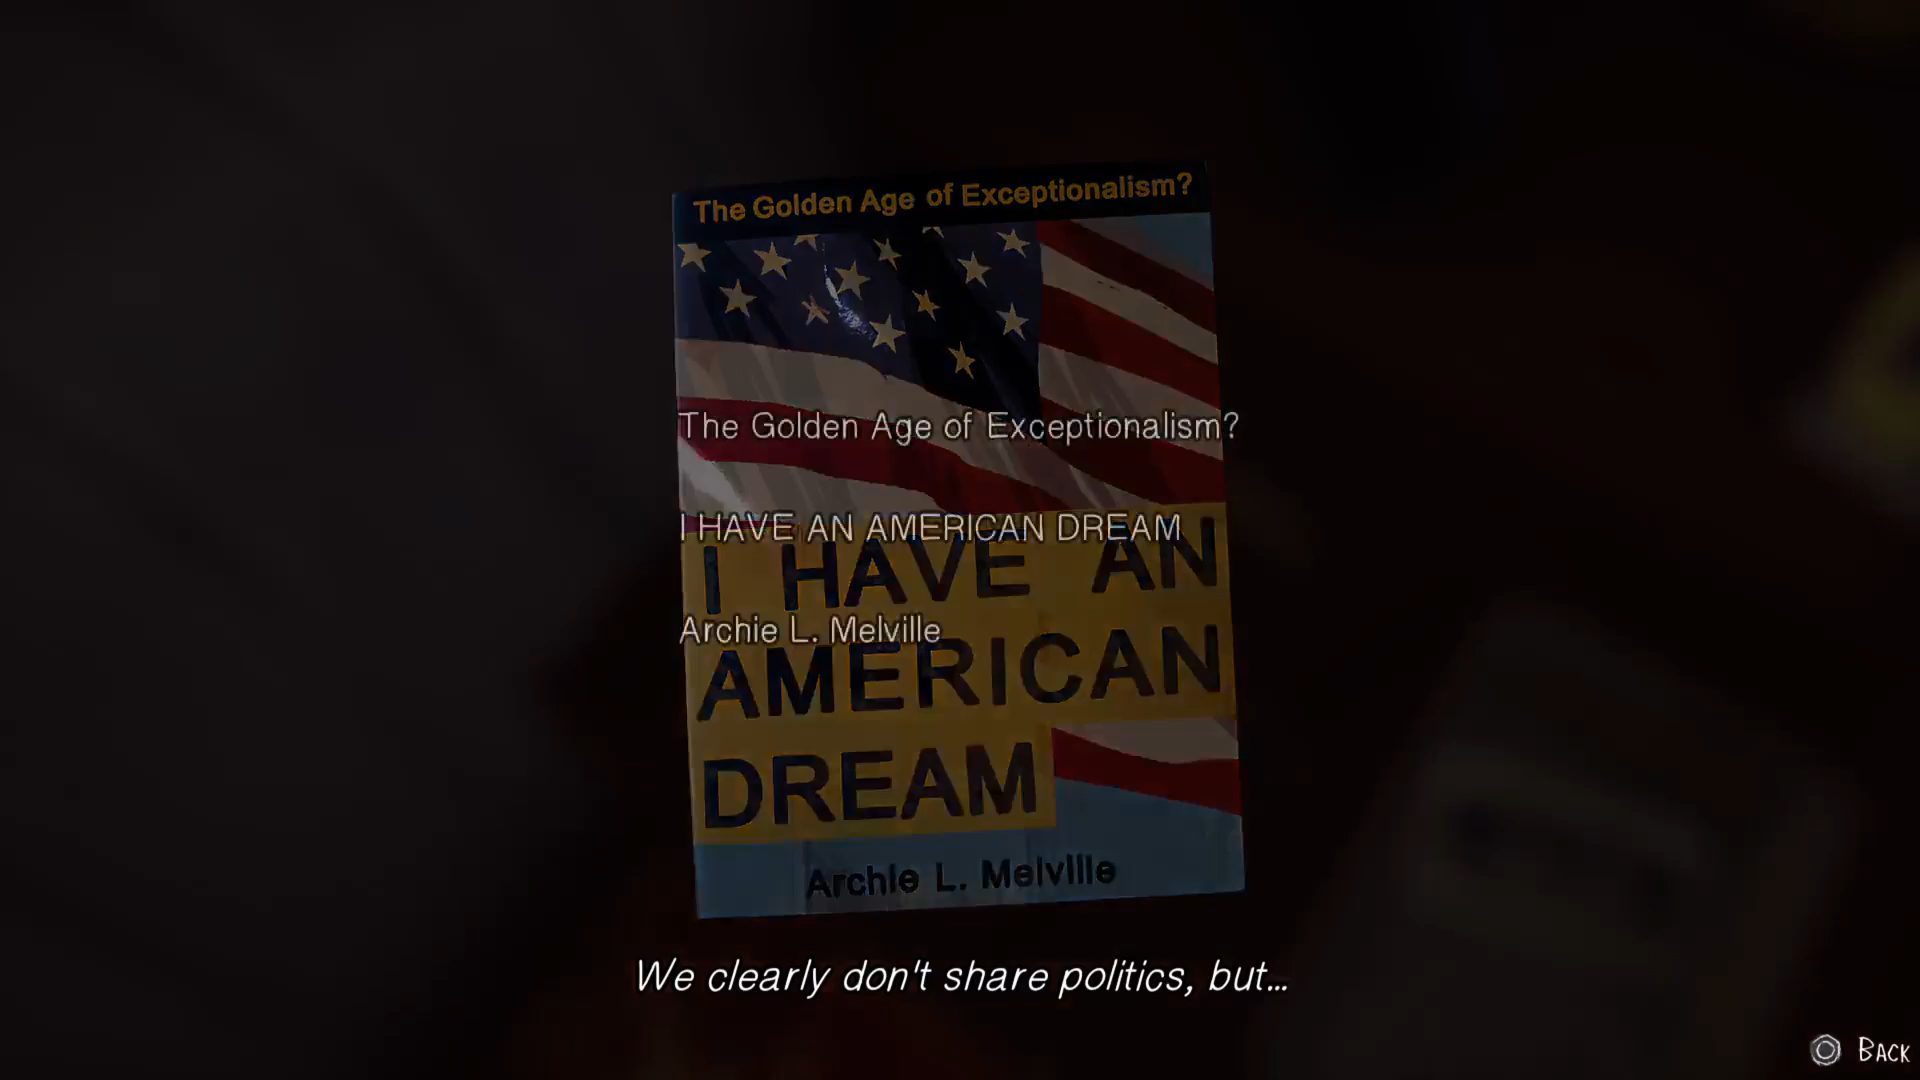 The Golden Age of Exceptionalism?
The Golden Age of Exceptionalism?
I HAVE AN AMERICAN DREAM
I HAVE AN
Archie L. Melville
AMERICAN
DREAM
Archie L. Melville
We clearly don't share politics, but...
BACK